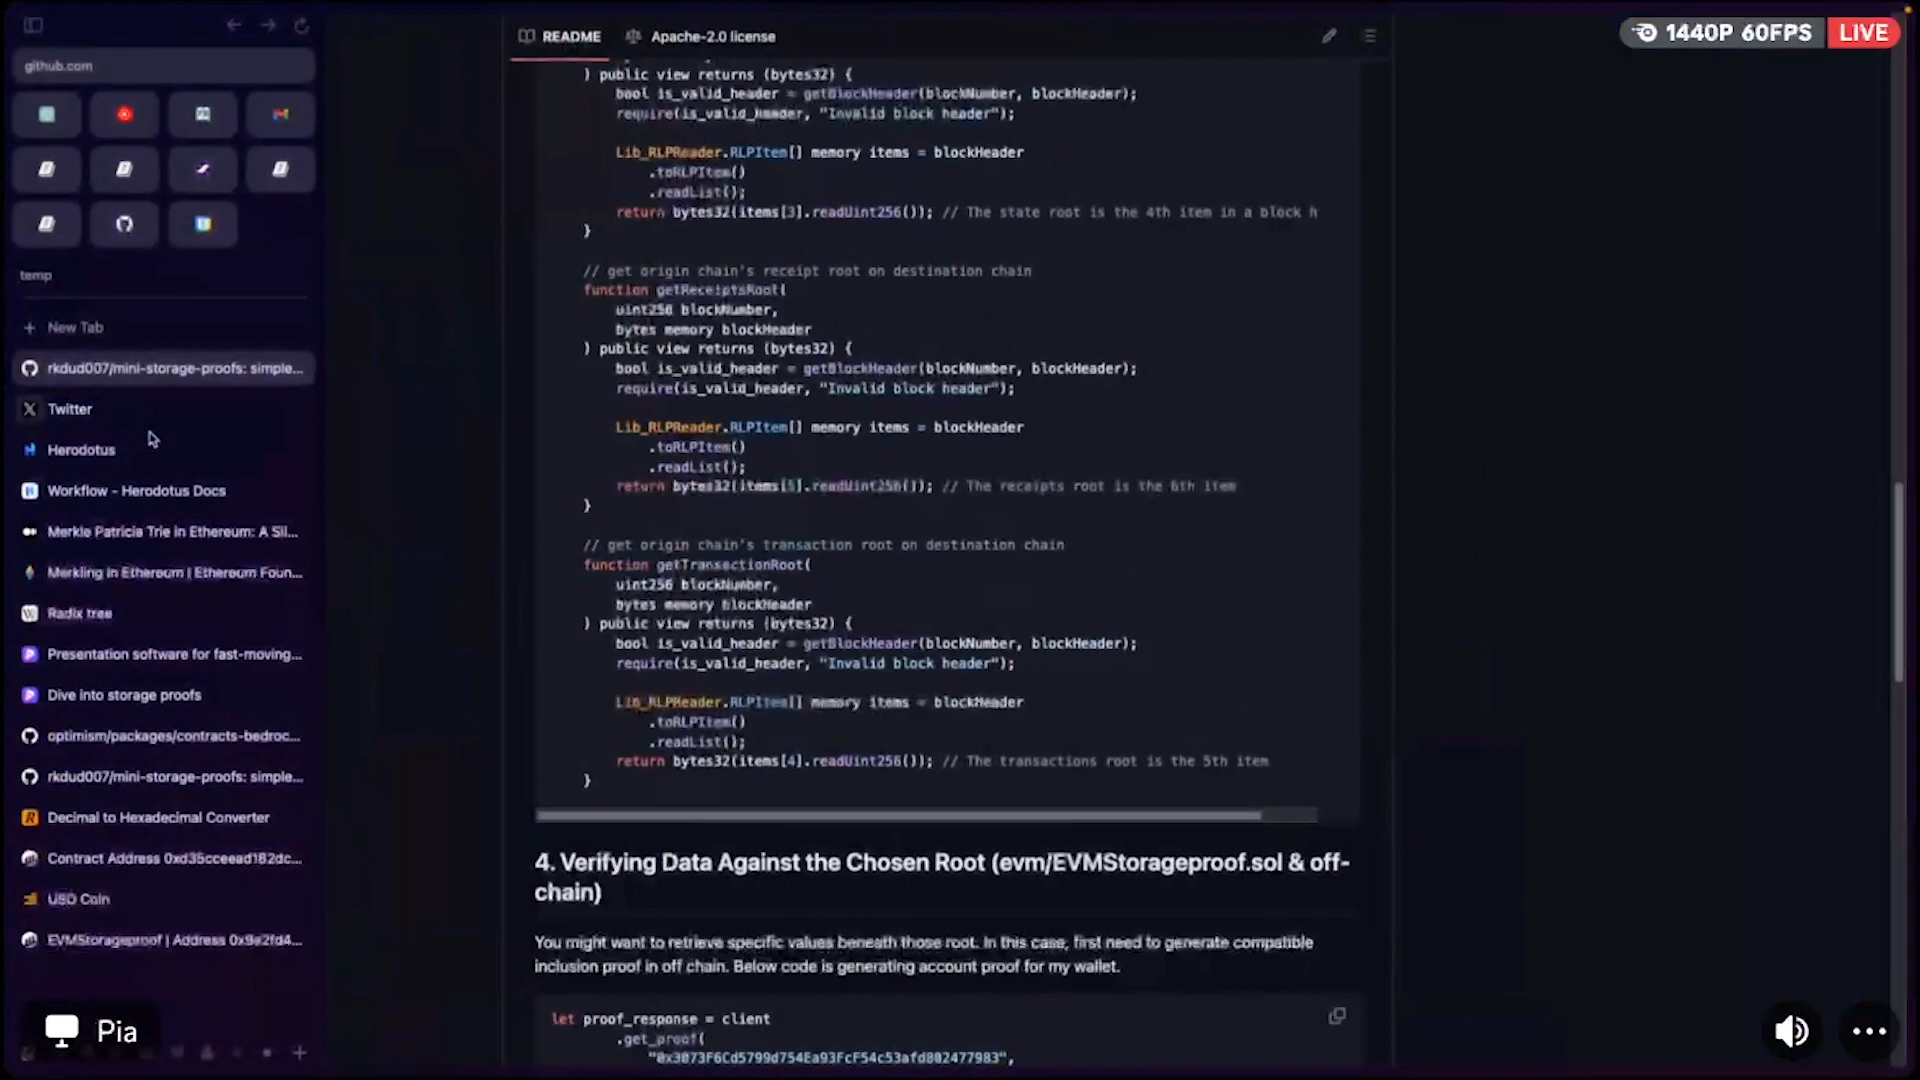 github.com
temp
+ New Tab
rkdud007/mini-storage-proofs: simple...
Twitter
Herodotus
Workflow - Herodotus Docs
Merkle Patricia Trie in Ethereum: A Sil...
Merkling in Ethereum | Ethereum Foun...
Radix tree
Presentation software for fast-moving...
Dive into storage proofs
optimism/packages/contracts-bedroc...
rkdud007/mini-storage-proofs: simple...
Decimal to Hexadecimal Converter
Contract Address 0xd35cceead182dc...
USD Coin
EVMStorageproof | Address 0x9e2fd4...
Pia
README
Apache-2.0 license
1440P 60FPS
LIVE
) public view returns (bytes32) {
bool is_valid_header = getBlockHeader(blockNumber, blockHeader);
require(is_valid_header, "Invalid block header");
Lib_RLPReader.RLPItem[] memory items = blockHeader
.toRLPItem()
.readList();
return bytes32(items[3].readUint256()); // The state root is the 4th item in a block h
}
// get origin chain's receipt root on destination chain
function getReceiptsRoot(
uint256 blockNumber,
bytes memory blockHeader
) public view returns (bytes32) {
bool is_valid_header = getBlockHeader(blockNumber, blockHeader);
require(is_valid_header, "Invalid block header");
Lib_RLPReader.RLPItem[] memory items = blockHeader
.toRLPItem()
.readList();
return bytes32(items[5].readUint256()); // The receipts root is the 6th item
}
// get origin chain's transaction root on destination chain
function getTransactionRoot(
uint256 blockNumber,
bytes memory blockHeader
) public view returns (bytes32) {
bool is_valid_header = getBlockHeader(blockNumber, blockHeader);
require(is_valid_header, "Invalid block header");
Lib_RLPReader.RLPItem[] memory items = blockHeader
.toRLPItem()
.readList();
return bytes32(items[4].readUint256()); // The transactions root is the 5th item
}
4. Verifying Data Against the Chosen Root (evm/EVMStorageproof.sol & off-
chain)
You might want to retrieve specific values beneath those root. In this case, first need to generate compatible
inclusion proof in off chain. Below code is generating account proof for my wallet.
let proof_response = client
.get_proof(
"0x3073F6Cd5799d754Ea93FcF54c53afd802477983",